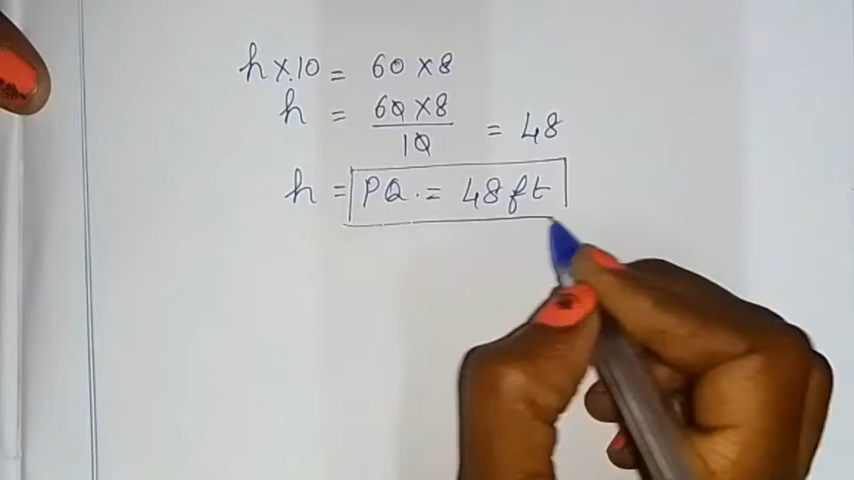 h × 10 = 60 × 8
h = 60 × 8 / 10 = 48
h = PQ = 48 ft